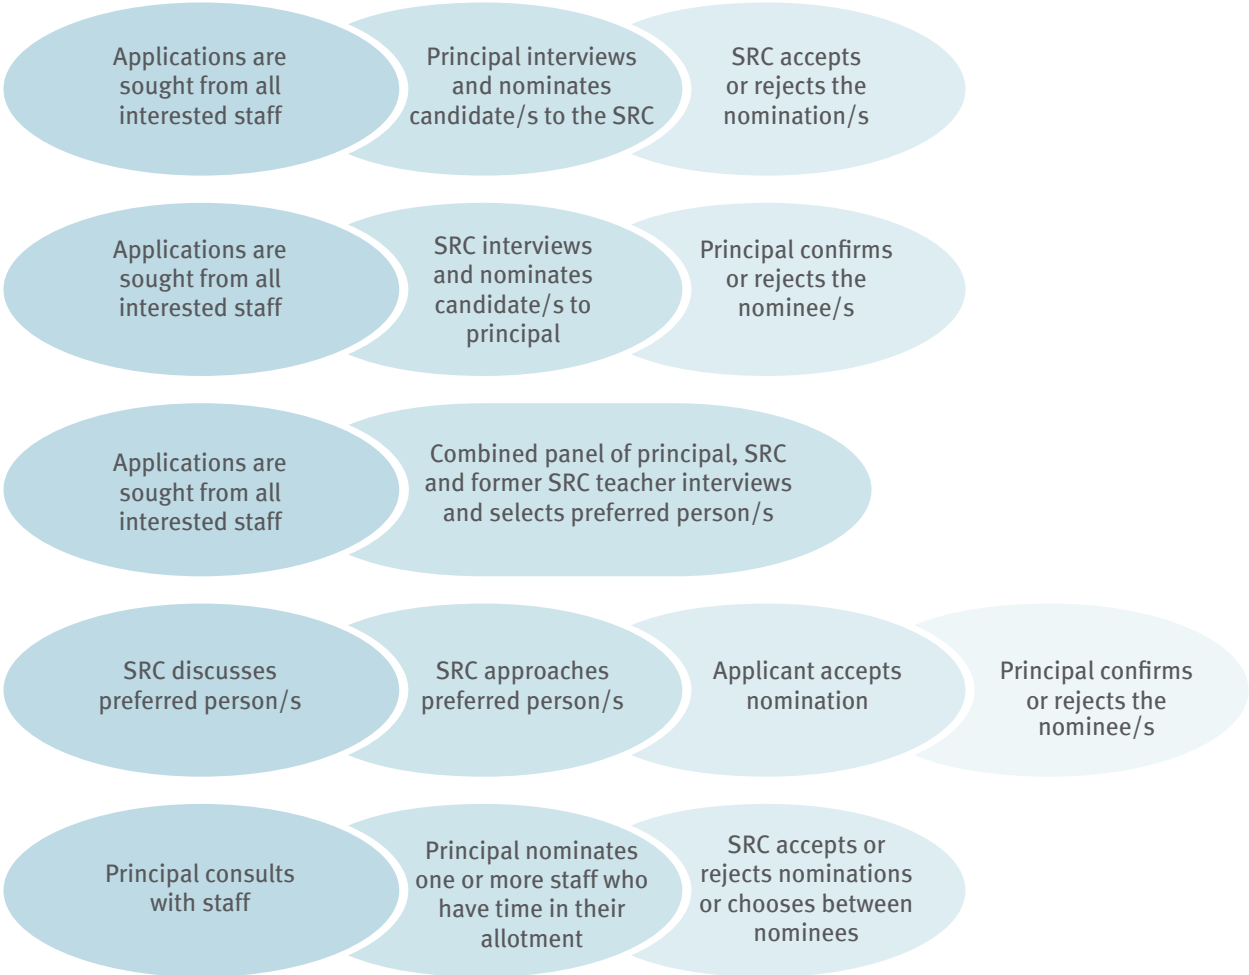 Applications are
sought from all
interested staff
Principal interviews
and nominates
candidate/s to the SRC
SRC accepts
or rejects the
nomination/s
Applications are
sought from all
interested staff
SRC interviews
and nominates
candidate/s to
principal
Principal confirms
or rejects the
nominee/s
Applications are
sought from all
interested staff
Combined panel of principal, SRC
and former SRC teacher interviews
and selects preferred person/s
SRC discusses
preferred person/s
SRC approaches
preferred person/s
Applicant accepts
nomination
Principal confirms
or rejects the
nominee/s
Principal consults
with staff
Principal nominates
one or more staff who
have time in their
allotment
SRC accepts or
rejects nominations
or chooses between
nominees